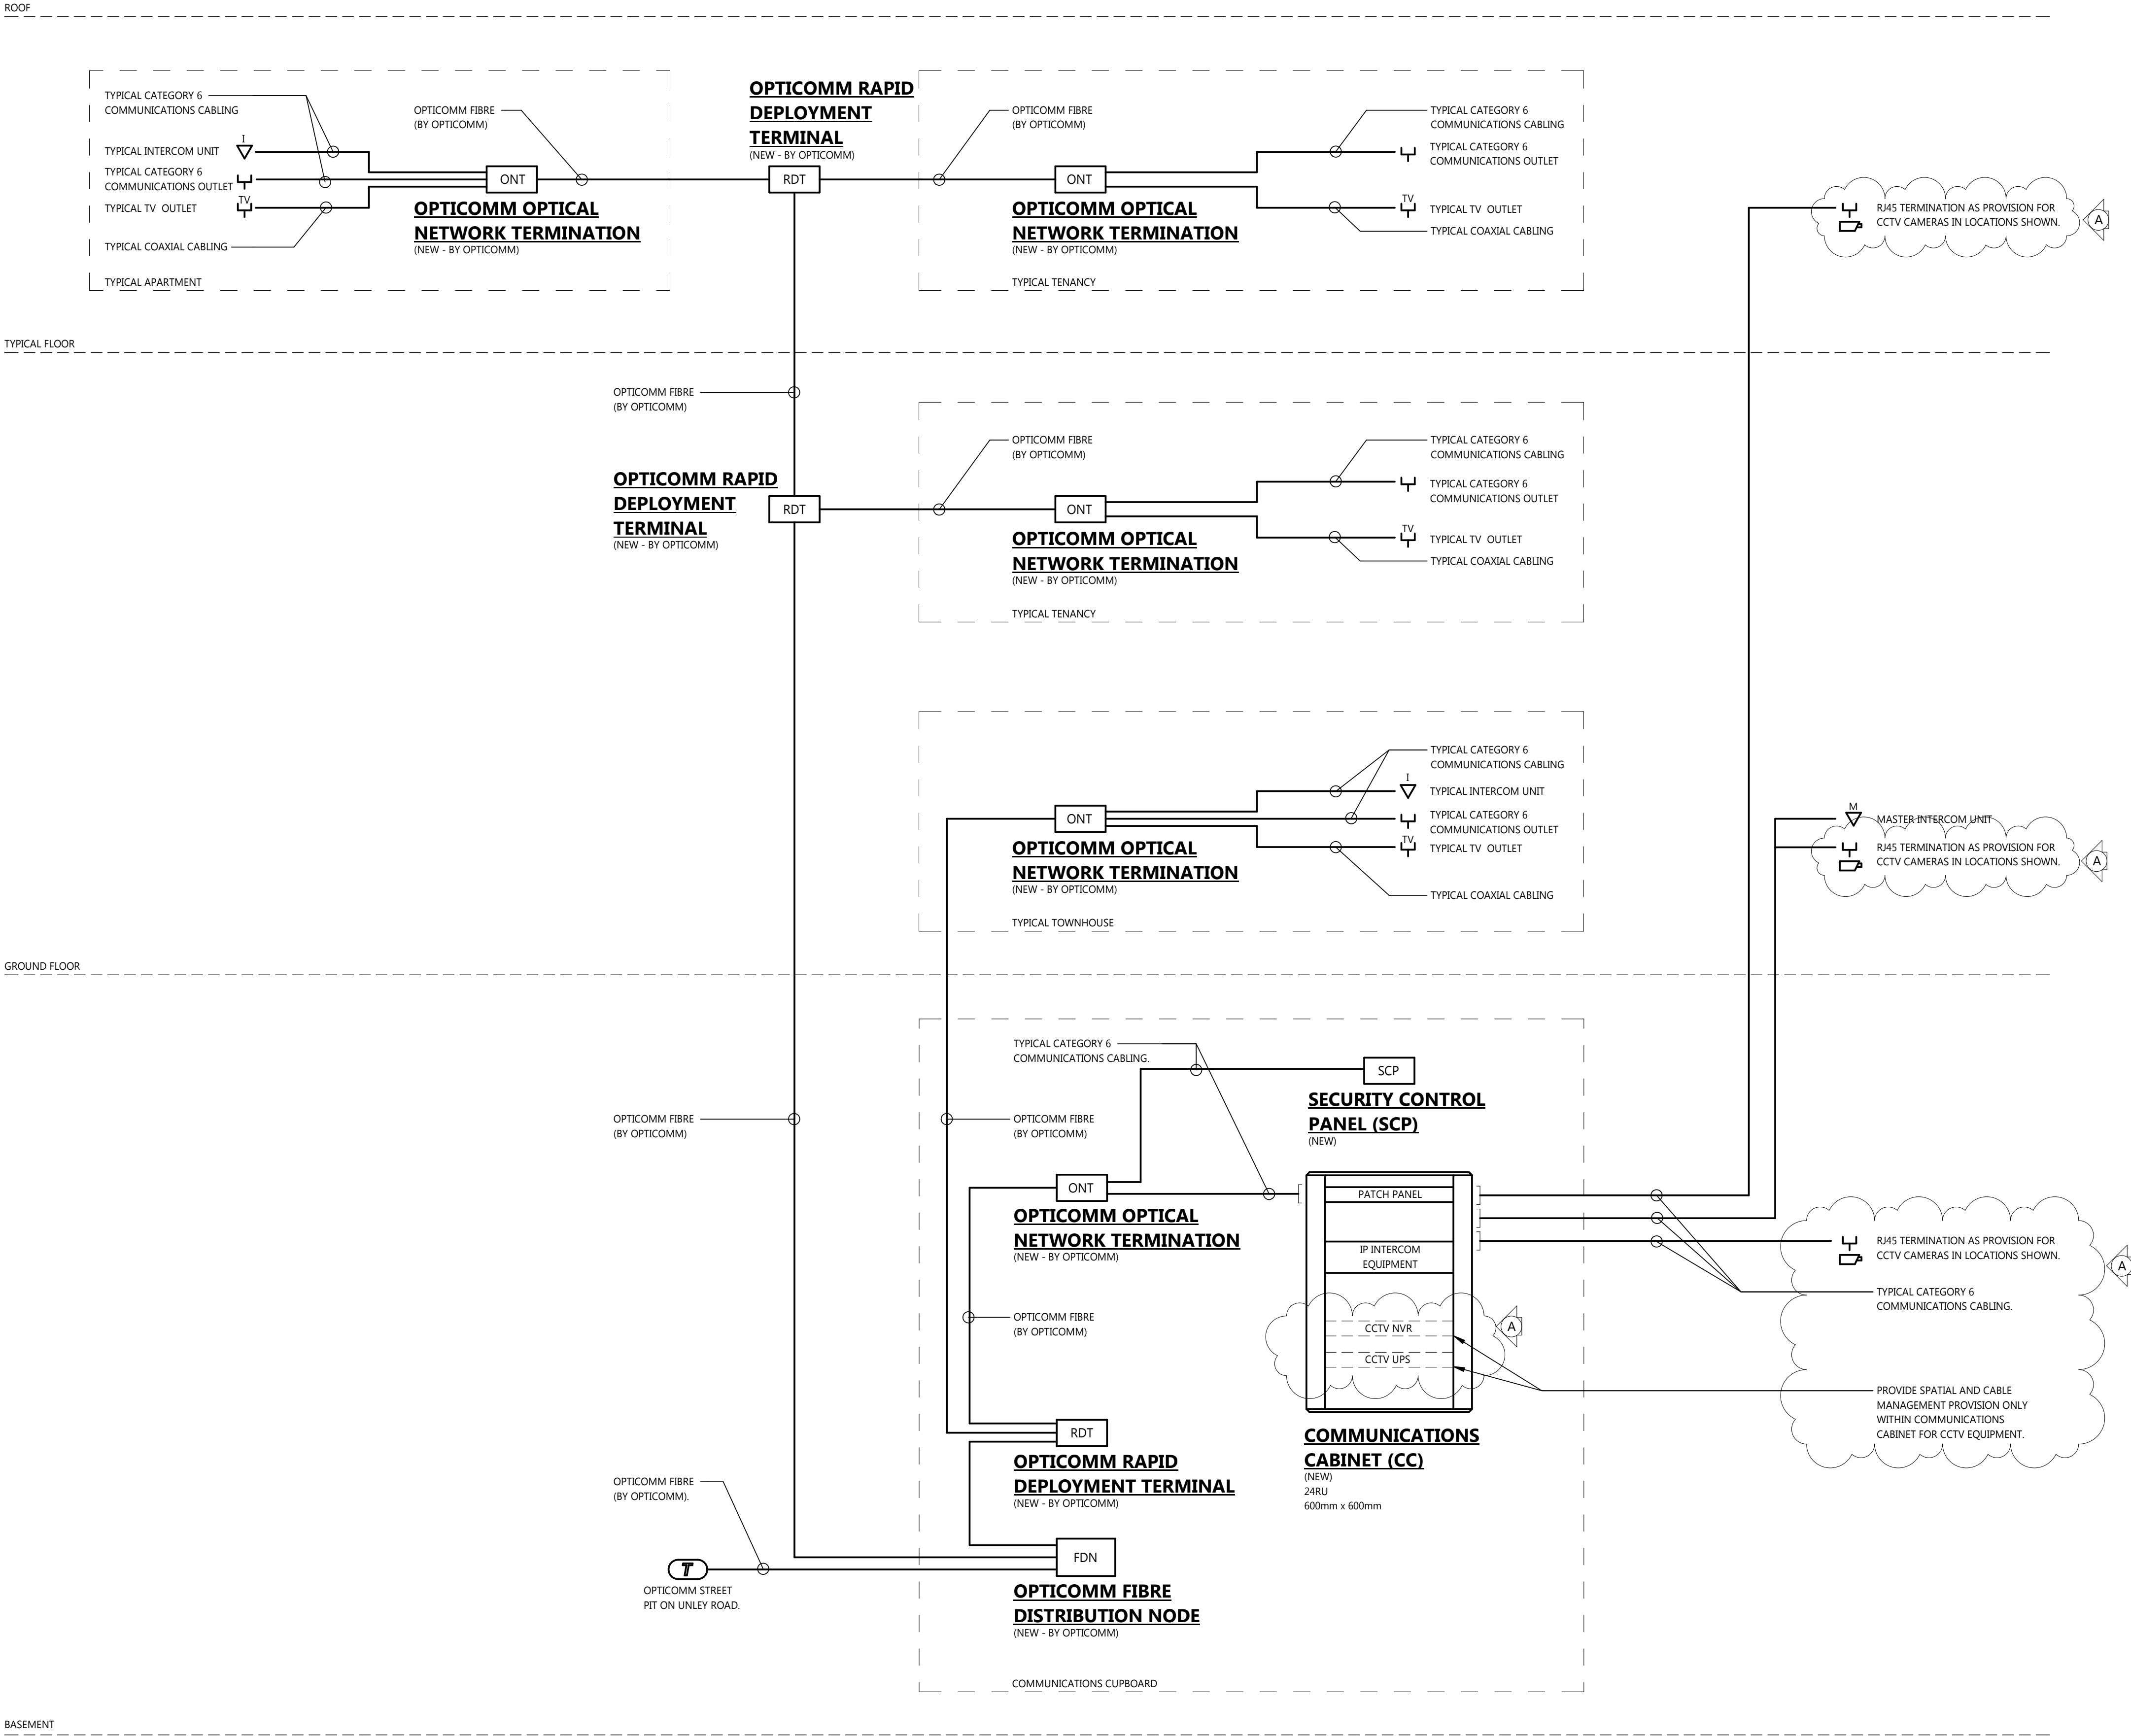 ROOF
TYPICAL CATEGORY 6
COMMUNICATIONS CABLING
I
TYPICAL INTERCOM UNIT
TYPICAL CATEGORY 6
COMMUNICATIONS OUTLET
TV
TYPICAL TV OUTLET
TYPICAL COAXIAL CABLING
TYPICAL APARTMENT
OPTICOMM FIBRE
(BY OPTICOMM)
ONT
OPTICOMM OPTICAL
NETWORK TERMINATION
(NEW - BY OPTICOMM)
OPTICOMM RAPID
DEPLOYMENT
TERMINAL
(NEW - BY OPTICOMM)
RDT
OPTICOMM FIBRE
(BY OPTICOMM)
ONT
OPTICOMM OPTICAL
NETWORK TERMINATION
(NEW - BY OPTICOMM)
TYPICAL TENANCY
TYPICAL CATEGORY 6
COMMUNICATIONS CABLING
TYPICAL CATEGORY 6
COMMUNICATIONS OUTLET
TV
TYPICAL TV OUTLET
TYPICAL COAXIAL CABLING
RJ45 TERMINATION AS PROVISION FOR
CCTV CAMERAS IN LOCATIONS SHOWN.
A
TYPICAL FLOOR
OPTICOMM FIBRE
(BY OPTICOMM)
OPTICOMM RAPID
DEPLOYMENT
TERMINAL
(NEW - BY OPTICOMM)
RDT
OPTICOMM FIBRE
(BY OPTICOMM)
ONT
OPTICOMM OPTICAL
NETWORK TERMINATION
(NEW - BY OPTICOMM)
TYPICAL TENANCY
TYPICAL CATEGORY 6
COMMUNICATIONS CABLING
TYPICAL CATEGORY 6
COMMUNICATIONS OUTLET
TV
TYPICAL TV OUTLET
TYPICAL COAXIAL CABLING
ONT
OPTICOMM OPTICAL
NETWORK TERMINATION
(NEW - BY OPTICOMM)
TYPICAL TOWNHOUSE
TYPICAL CATEGORY 6
COMMUNICATIONS CABLING
I
TYPICAL INTERCOM UNIT
TYPICAL CATEGORY 6
COMMUNICATIONS OUTLET
TV
TYPICAL TV OUTLET
TYPICAL COAXIAL CABLING
M
MASTER INTERCOM UNIT
RJ45 TERMINATION AS PROVISION FOR
CCTV CAMERAS IN LOCATIONS SHOWN.
A
GROUND FLOOR
TYPICAL CATEGORY 6
COMMUNICATIONS CABLING.
SCP
SECURITY CONTROL
PANEL (SCP)
(NEW)
OPTICOMM FIBRE
(BY OPTICOMM)
OPTICOMM FIBRE
(BY OPTICOMM)
ONT
OPTICOMM OPTICAL
NETWORK TERMINATION
(NEW - BY OPTICOMM)
OPTICOMM FIBRE
(BY OPTICOMM)
PATCH PANEL
IP INTERCOM
EQUIPMENT
CCTV NVR
CCTV UPS
A
COMMUNICATIONS
CABINET (CC)
(NEW)
24RU
600mm x 600mm
RJ45 TERMINATION AS PROVISION FOR
CCTV CAMERAS IN LOCATIONS SHOWN.
A
TYPICAL CATEGORY 6
COMMUNICATIONS CABLING.
PROVIDE SPATIAL AND CABLE
MANAGEMENT PROVISION ONLY
WITHIN COMMUNICATIONS
CABINET FOR CCTV EQUIPMENT.
RDT
OPTICOMM RAPID
DEPLOYMENT TERMINAL
(NEW - BY OPTICOMM)
OPTICOMM FIBRE
(BY OPTICOMM).
T
OPTICOMM STREET
PIT ON UNLEY ROAD.
FDN
OPTICOMM FIBRE
DISTRIBUTION NODE
(NEW - BY OPTICOMM)
COMMUNICATIONS CUPBOARD
BASEMENT